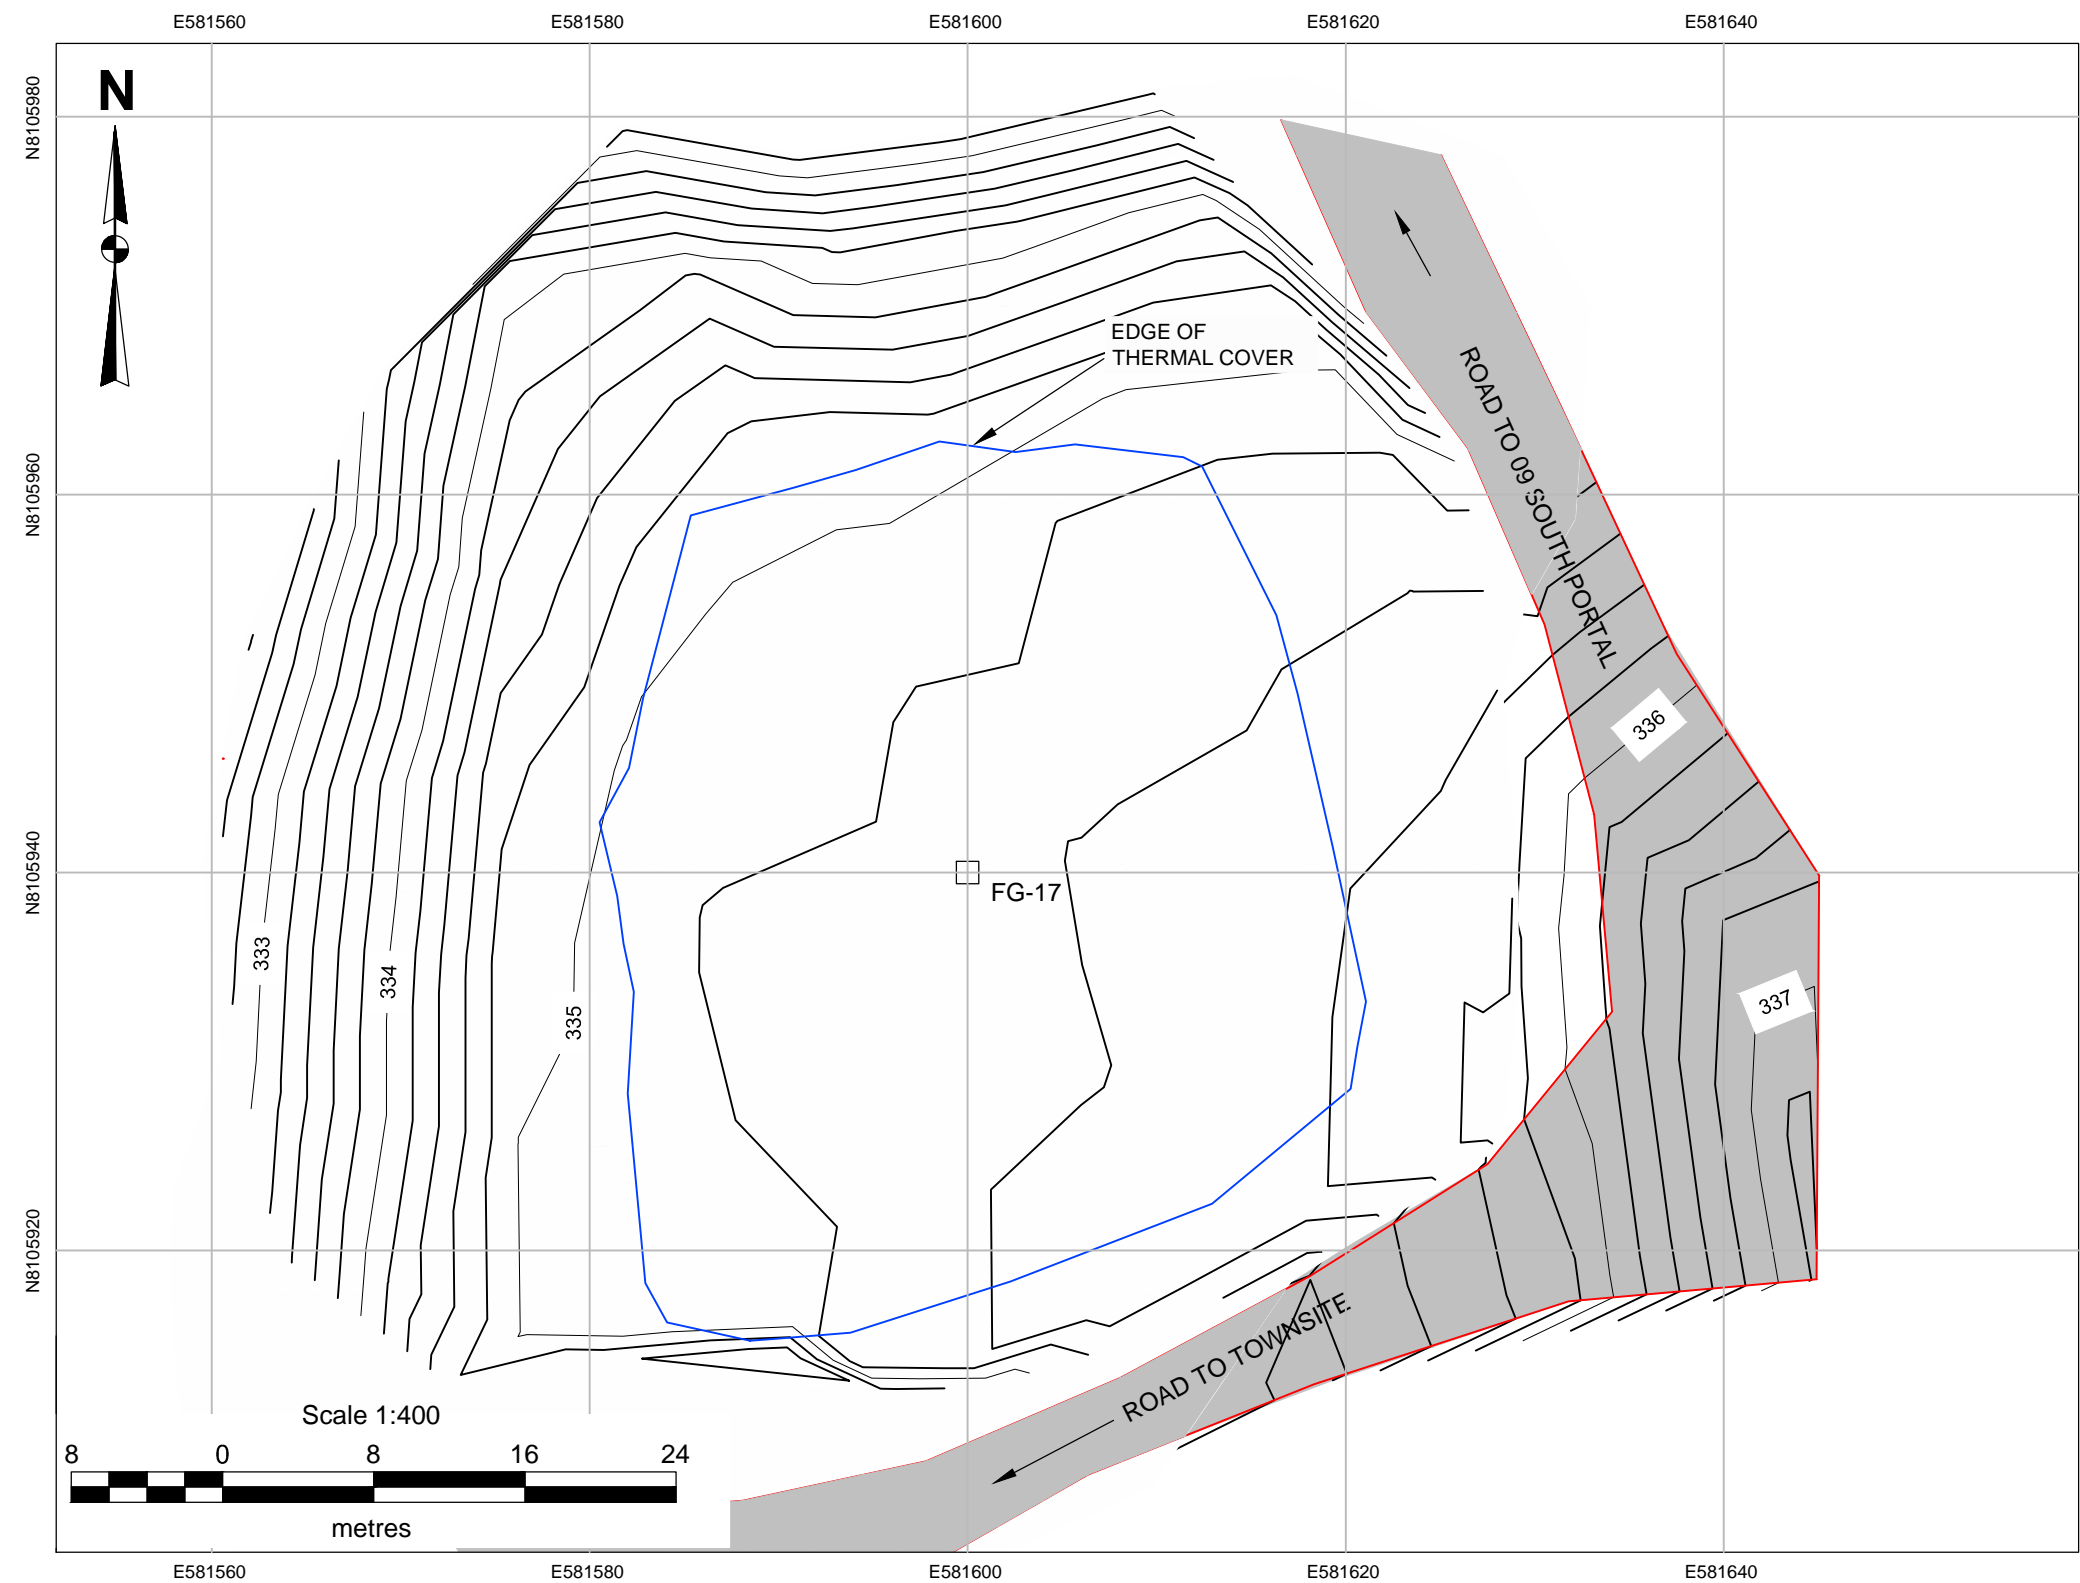 E581560 E581580 E581600 E581620 E581640
N8105980
N
EDGE OF
THERMAL COVER
ROAD TO 09 SOUTH PORTAL
N8105960
336
N8105940
FG-17
333
334
335
337
N8105920
ROAD TO TOWNSITE
Scale 1:400
8 0 8 16 24
metres
E581560 E581580 E581600 E581620 E581640